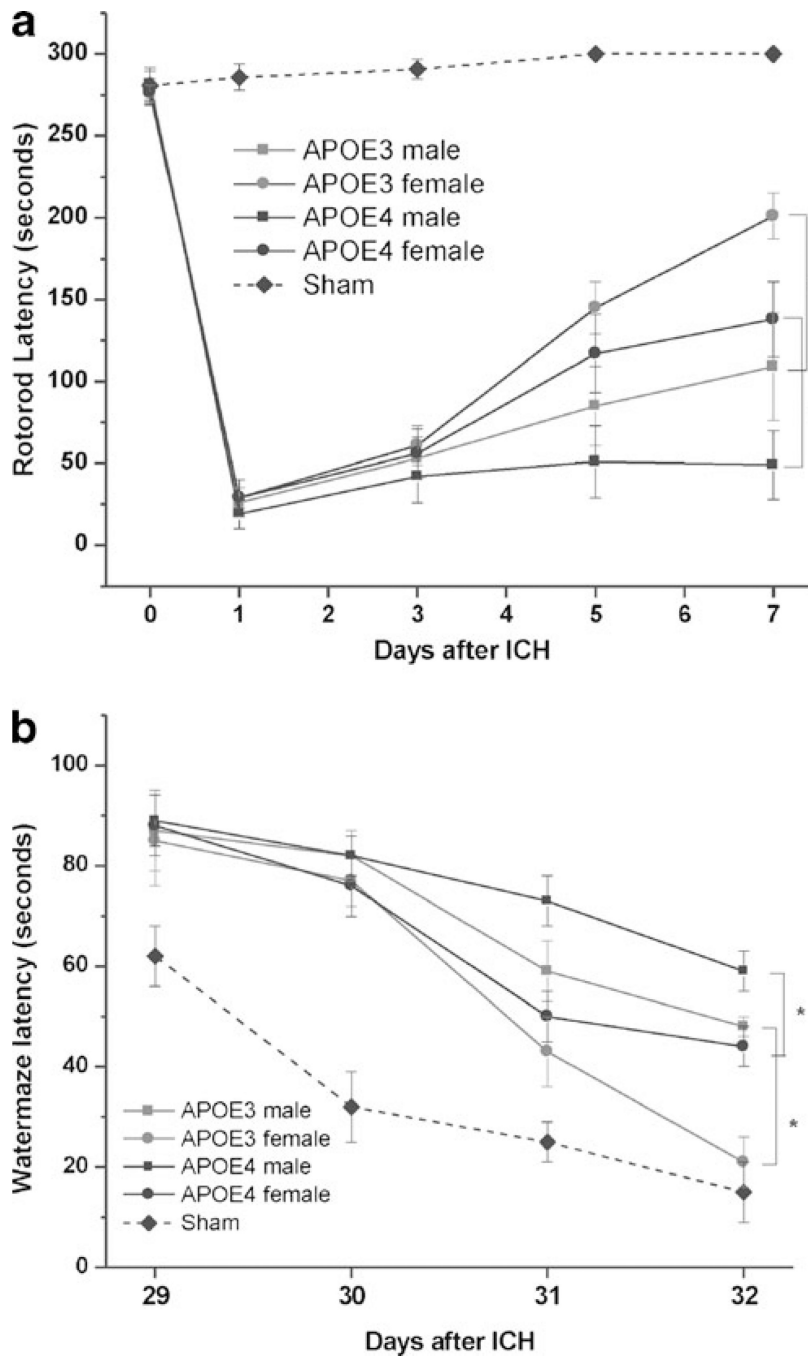 a
300
250
200
150
100
50
0
Rotorod Latency (seconds)
APOE3 male
APOE3 female
APOE4 male
APOE4 female
Sham
0 1 2 3 4 5 6 7
Days after ICH
b
100
80
60
40
20
0
Watermaze latency (seconds)
APOE3 male
APOE3 female
APOE4 male
APOE4 female
Sham
*
*
29 30 31 32
Days after ICH